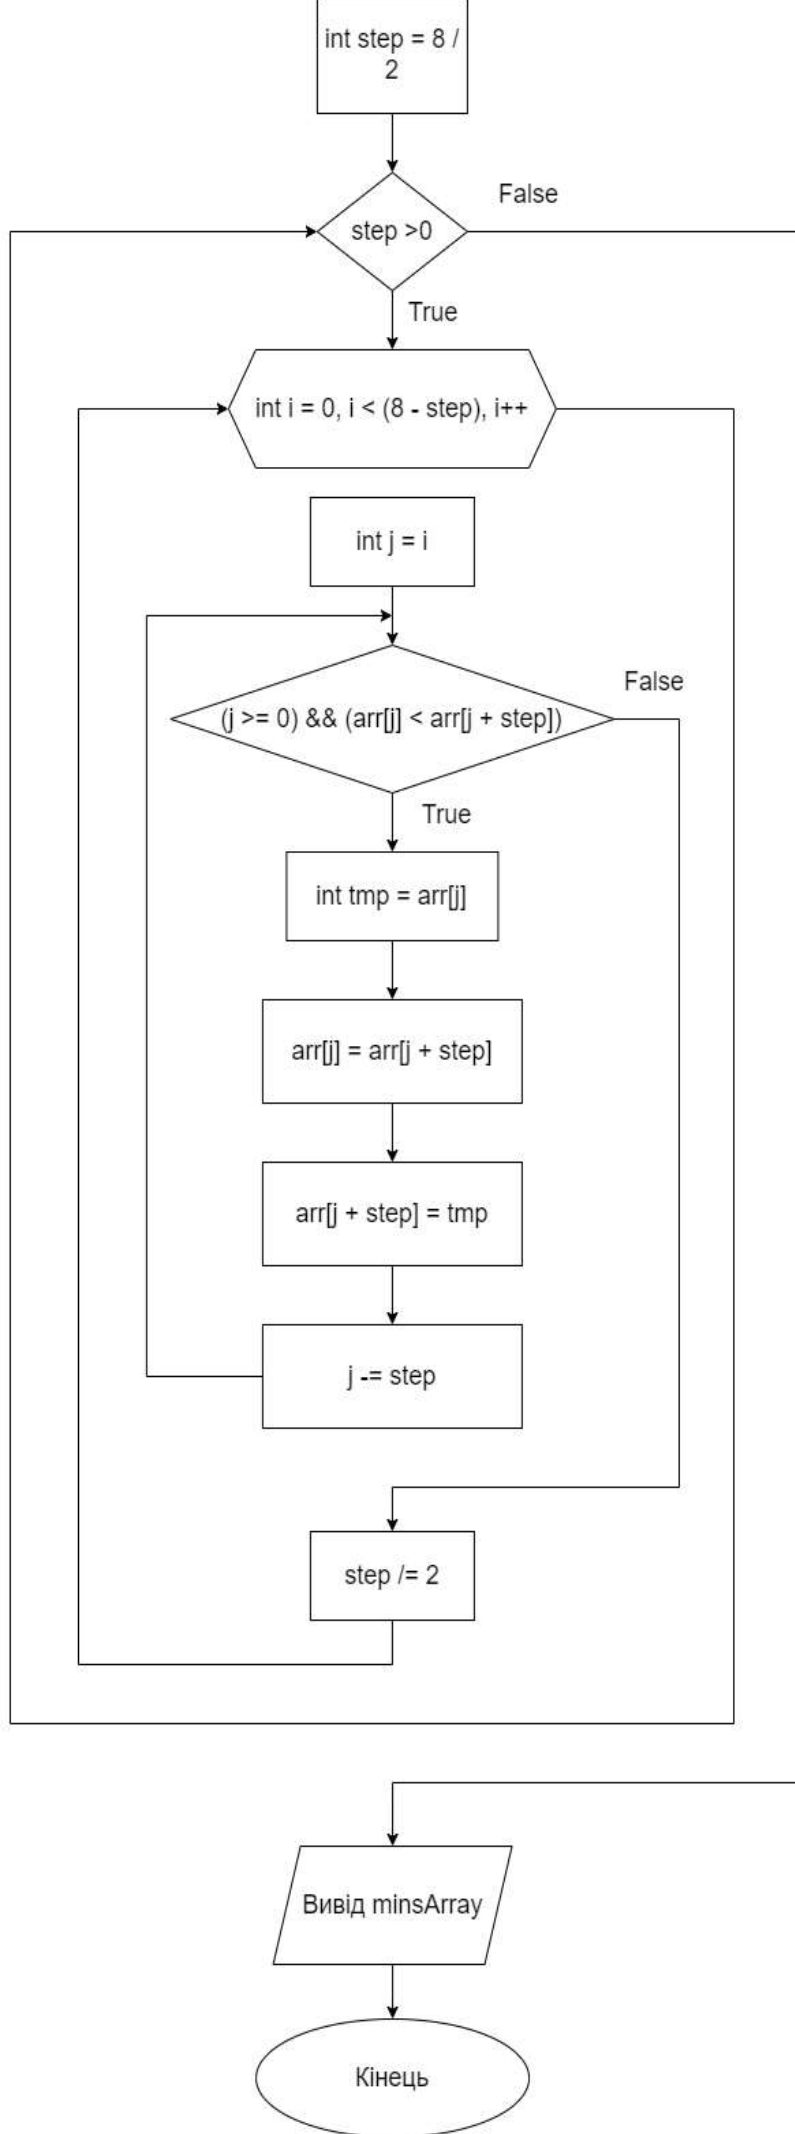 int step = 8 /
2
False
step >0
True
int i = 0, i < (8 - step), i++
int j = i
False
(j >= 0) && (arr[j] < arr[j + step])
True
int tmp = arr[j]
arr[j] = arr[j + step]
arr[j + step] = tmp
j -= step
step /= 2
Вивід minsArray
Кінець